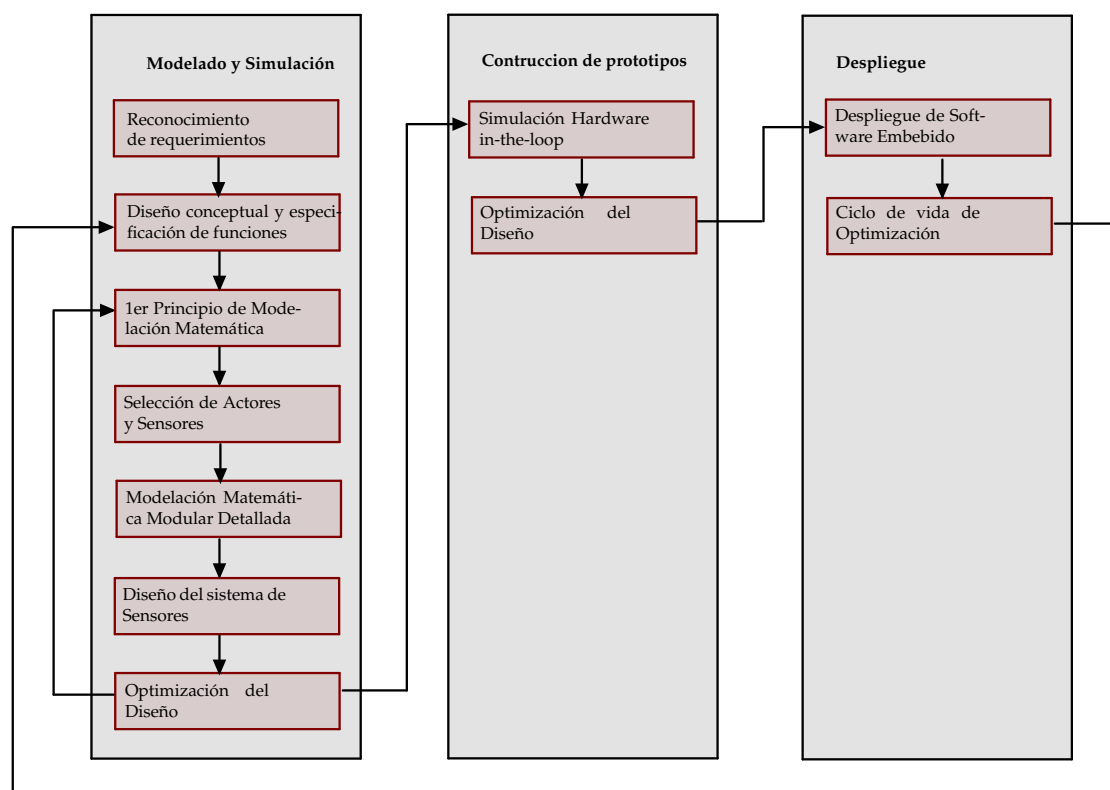 Modelado y Simulación
Reconocimiento
de requerimientos
Diseño conceptual y especi-
ficación de funciones
1er Principio de Mode-
lación Matemática
Selección de Actores
y Sensores
Modelación Matemáti-
ca Modular Detallada
Diseño del sistema de
Sensores
Optimización del
Diseño
Contruccion de prototipos
Simulación Hardware
in-the-loop
Optimización del
Diseño
Despliegue
Despliegue de Soft-
ware Embebido
Ciclo de vida de
Optimización